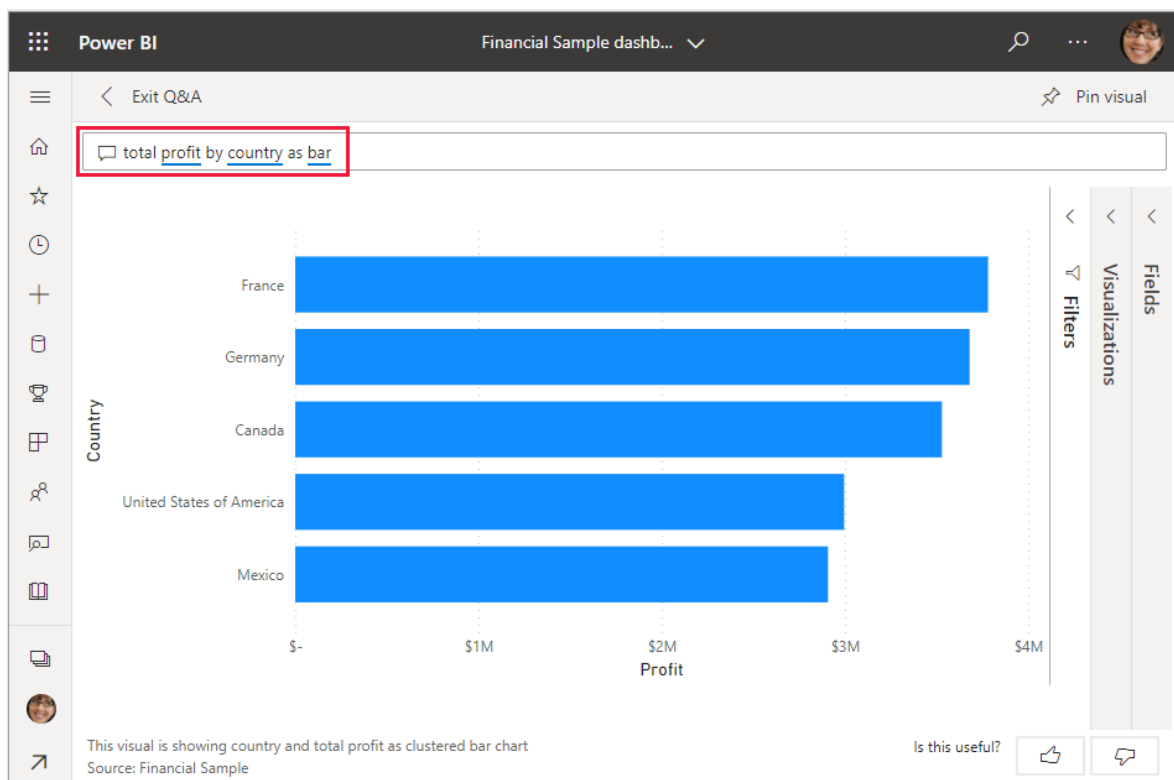 Power BI
Financial Sample dashb...
Exit Q&A
Pin visual
total profit by country as bar
Filters
Visualizations
Fields
Country
France
Germany
Canada
United States of America
Mexico
$-
$1M
$2M
$3M
$4M
Profit
This visual is showing country and total profit as clustered bar chart
Source: Financial Sample
Is this useful?